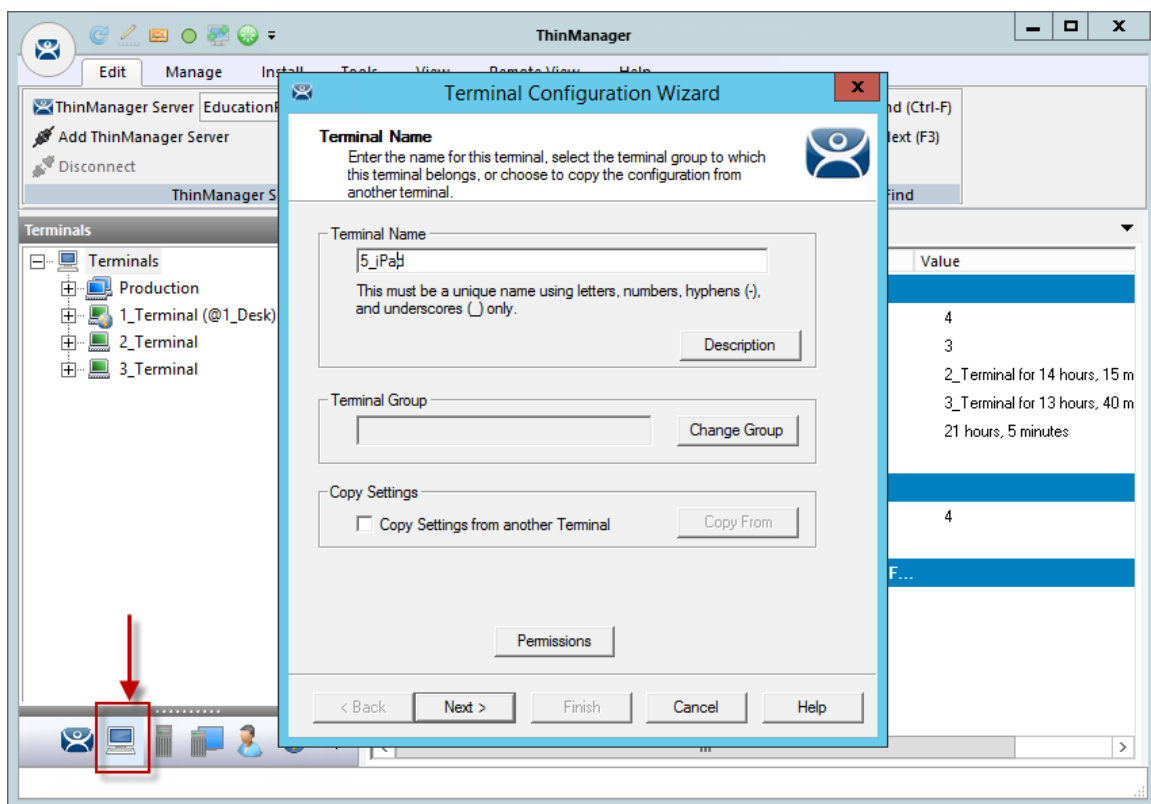 ThinManager
X
Edit Manage Install Tools View Remote View Help
ThinManager Server
Add ThinManager Server
Disconnect
ThinManager S
(Ctrl-F)
(F3)
Find
Terminal Configuration Wizard
X
Terminal Name
Enter the name for this terminal, select the terminal group to which
this terminal belongs, or choose to copy the configuration from
another terminal.
Terminals
Terminals
Production
1_Terminal (@1_Desk)
2_Terminal
3_Terminal
Terminal Name
5_iPad
This must be a unique name using letters, numbers, hyphens (-),
and underscores (_) only.
Description
Terminal Group
Change Group
Copy Settings
Copy Settings from another Terminal
Copy From
Permissions
< Back
Next >
Finish
Cancel
Help
Value
4
3
2_Terminal for 14 hours, 15 m
3_Terminal for 13 hours, 40 m
21 hours, 5 minutes
4
F...